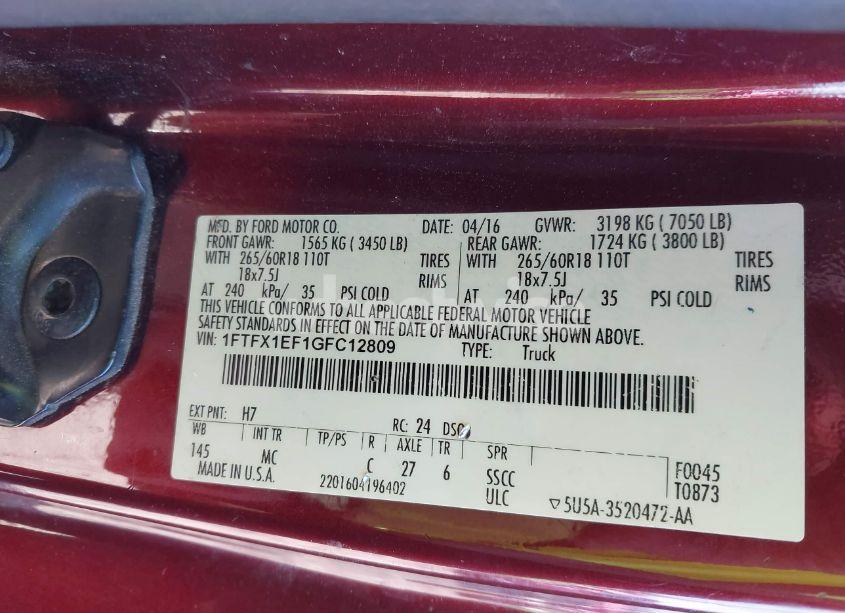 MFD. BY FORD MOTOR CO. DATE: 04/16 GVWR: 3198 KG ( 7050 LB)
FRONT GAWR: 1565 KG ( 3450 LB) REAR GAWR: 1724 KG ( 3800 LB)
WITH 265/60R18 110T TIRES WITH 265/60R18 110T TIRES
18x7.5J RIMS 18x7.5J RIMS
AT 240 kPa/ 35 PSI COLD AT 240 kPa/ 35 PSI COLD
THIS VEHICLE CONFORMS TO ALL APPLICABLE FEDERAL MOTOR VEHICLE
SAFETY STANDARDS IN EFFECT ON THE DATE OF MANUFACTURE SHOWN ABOVE.
VIN: 1FTFX1EF1GFC12809 TYPE: Truck
EXT PNT: H7 RC: 24 DSO:
WB INT TR TP/PS R AXLE TR SPR
145 MC C 27 6 SSCC F0045
MADE IN U.S.A. 2201604196402 ULC ▽5U5A-3520472-AA T0873